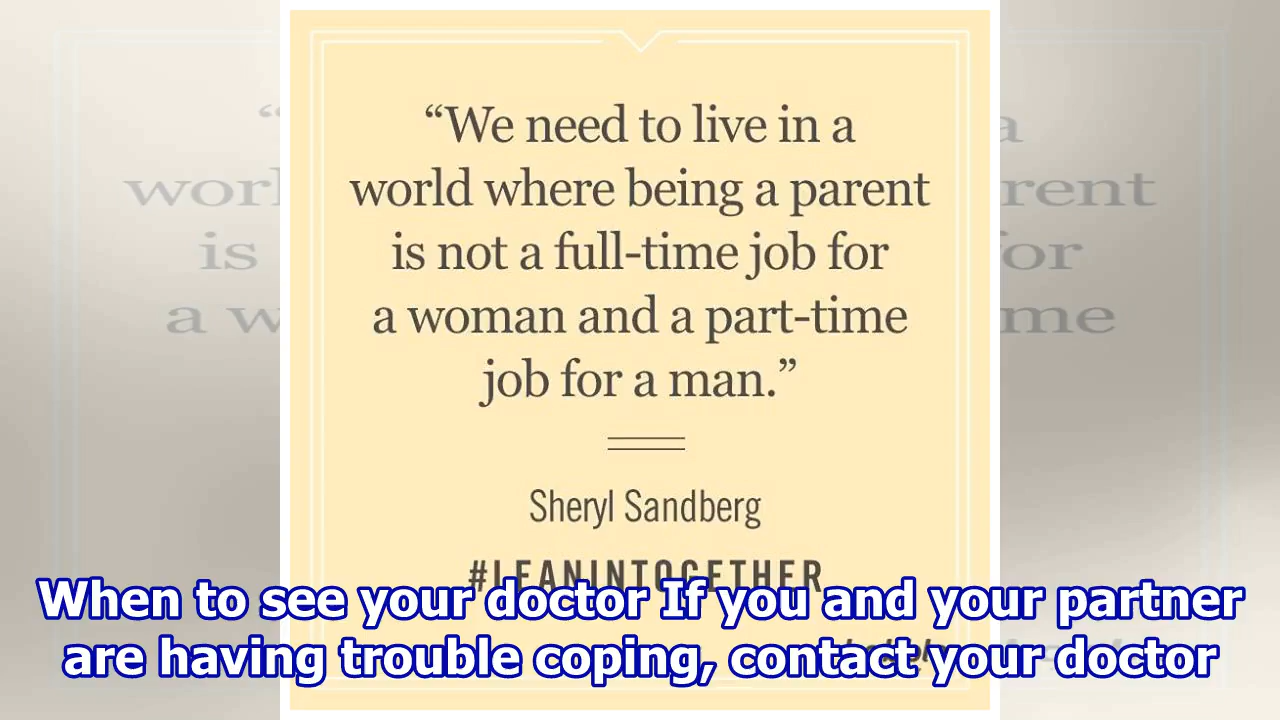 “We need to live in a
world where being a parent
is not a full-time job for
a woman and a part-time
job for a man.”
Sheryl Sandberg
#LEANINTOGETHER
When to see your doctor If you and your partner
are having trouble coping, contact your doctor